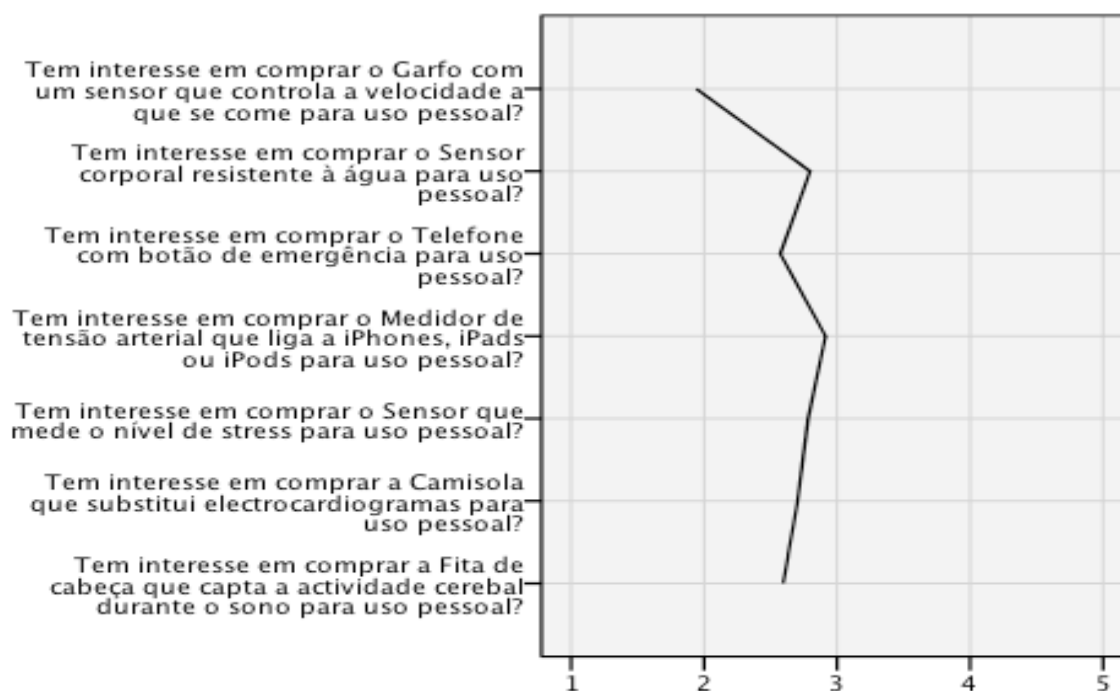 Tem interesse em comprar o Garfo com
um sensor que controla a velocidade a
que se come para uso pessoal?
Tem interesse em comprar o Sensor
corporal resistente à água para uso
pessoal?
Tem interesse em comprar o Telefone
com botão de emergência para uso
pessoal?
Tem interesse em comprar o Medidor de
tensão arterial que liga a iPhones, iPads
ou iPods para uso pessoal?
Tem interesse em comprar o Sensor que
mede o nível de stress para uso pessoal?
Tem interesse em comprar a Camisola
que substitui electrocardiogramas para
uso pessoal?
Tem interesse em comprar a Fita de
cabeça que capta a actividade cerebal
durante o sono para uso pessoal?
1 2 3 4 5